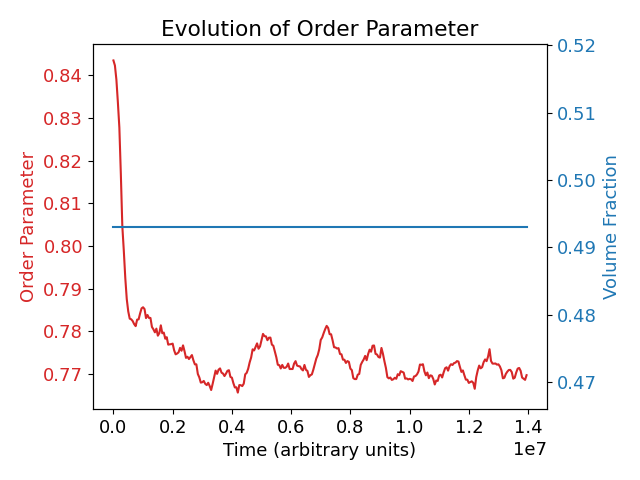 Evolution of Order Parameter
Order Parameter
0.84
0.83
0.82
0.81
0.80
0.79
0.78
0.77
0.52
0.51
0.50
0.49
0.48
0.47
Volume Fraction
0.0 0.2 0.4 0.6 0.8 1.0 1.2 1.4
Time (arbitrary units)
1e7